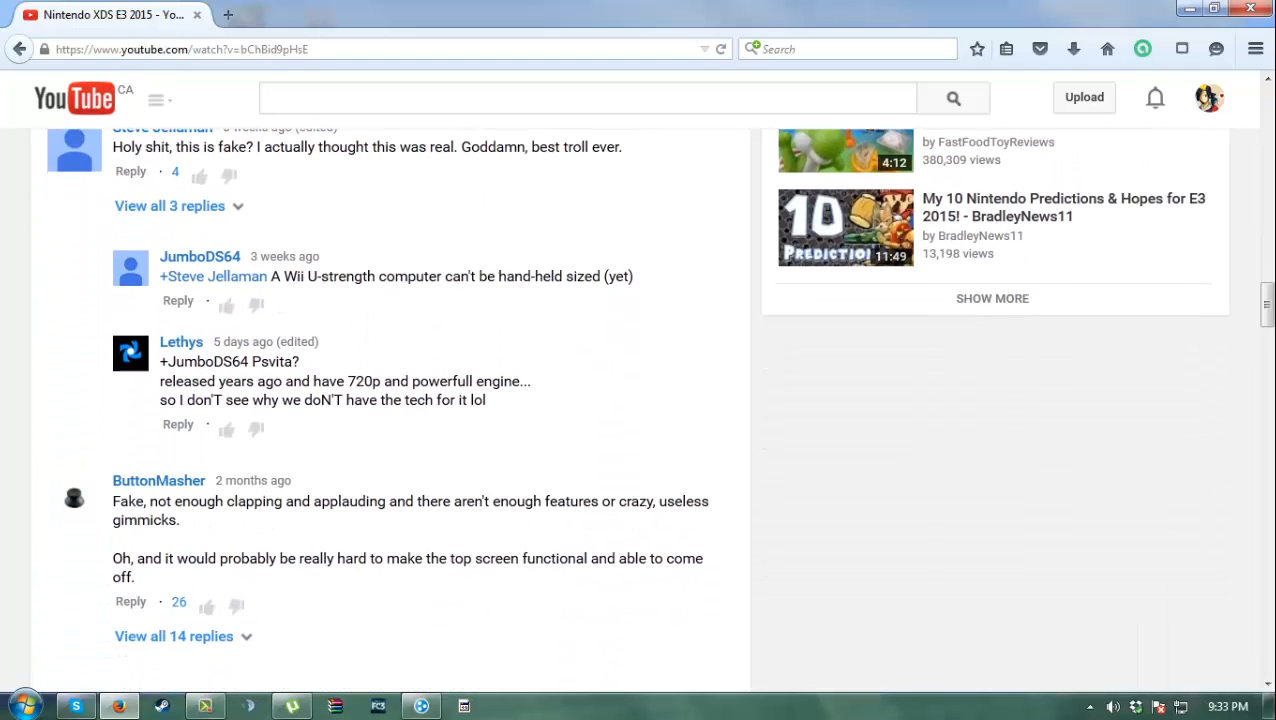 Nintendo XDS E3 2015 - Yo...
https://www.youtube.com/watch?v=bChBid9pHsE
Search
YouTube CA
Upload
Steve Jellaman 3 weeks ago (edited)
Holy shit, this is fake? I actually thought this was real. Goddamn, best troll ever.
Reply · 4
View all 3 replies
JumboDS64 3 weeks ago
+Steve Jellaman A Wii U-strength computer can't be hand-held sized (yet)
Reply ·
Lethys 5 days ago (edited)
+JumboDS64 Psvita?
released years ago and have 720p and powerfull engine...
so I don'T see why we doN'T have the tech for it lol
Reply ·
ButtonMasher 2 months ago
Fake, not enough clapping and applauding and there aren't enough features or crazy, useless
gimmicks.
Oh, and it would probably be really hard to make the top screen functional and able to come
off.
Reply · 26
View all 14 replies
4:12
by FastFoodToyReviews
380,309 views
10
PREDICTION
11:49
My 10 Nintendo Predictions & Hopes for E3
2015! - BradleyNews11
by BradleyNews11
13,198 views
SHOW MORE
9:33 PM